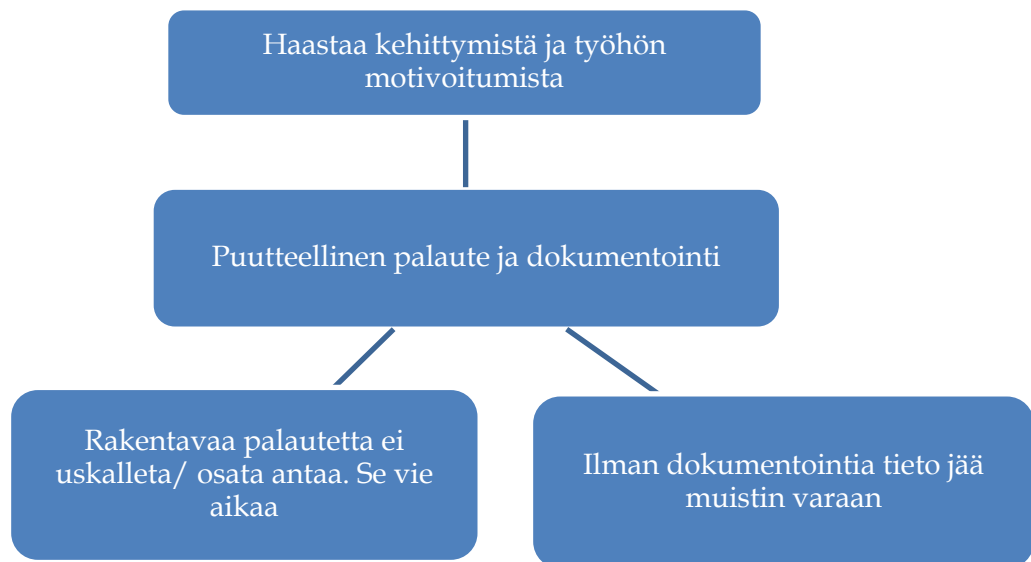 Haastaa kehittymistä ja työhön
motivoitumista
Puutteellinen palaute ja dokumentointi
Rakentavaa palautetta ei
uskalleta/ osata antaa. Se vie
aikaa
Ilman dokumentointia tieto jää
muistin varaan